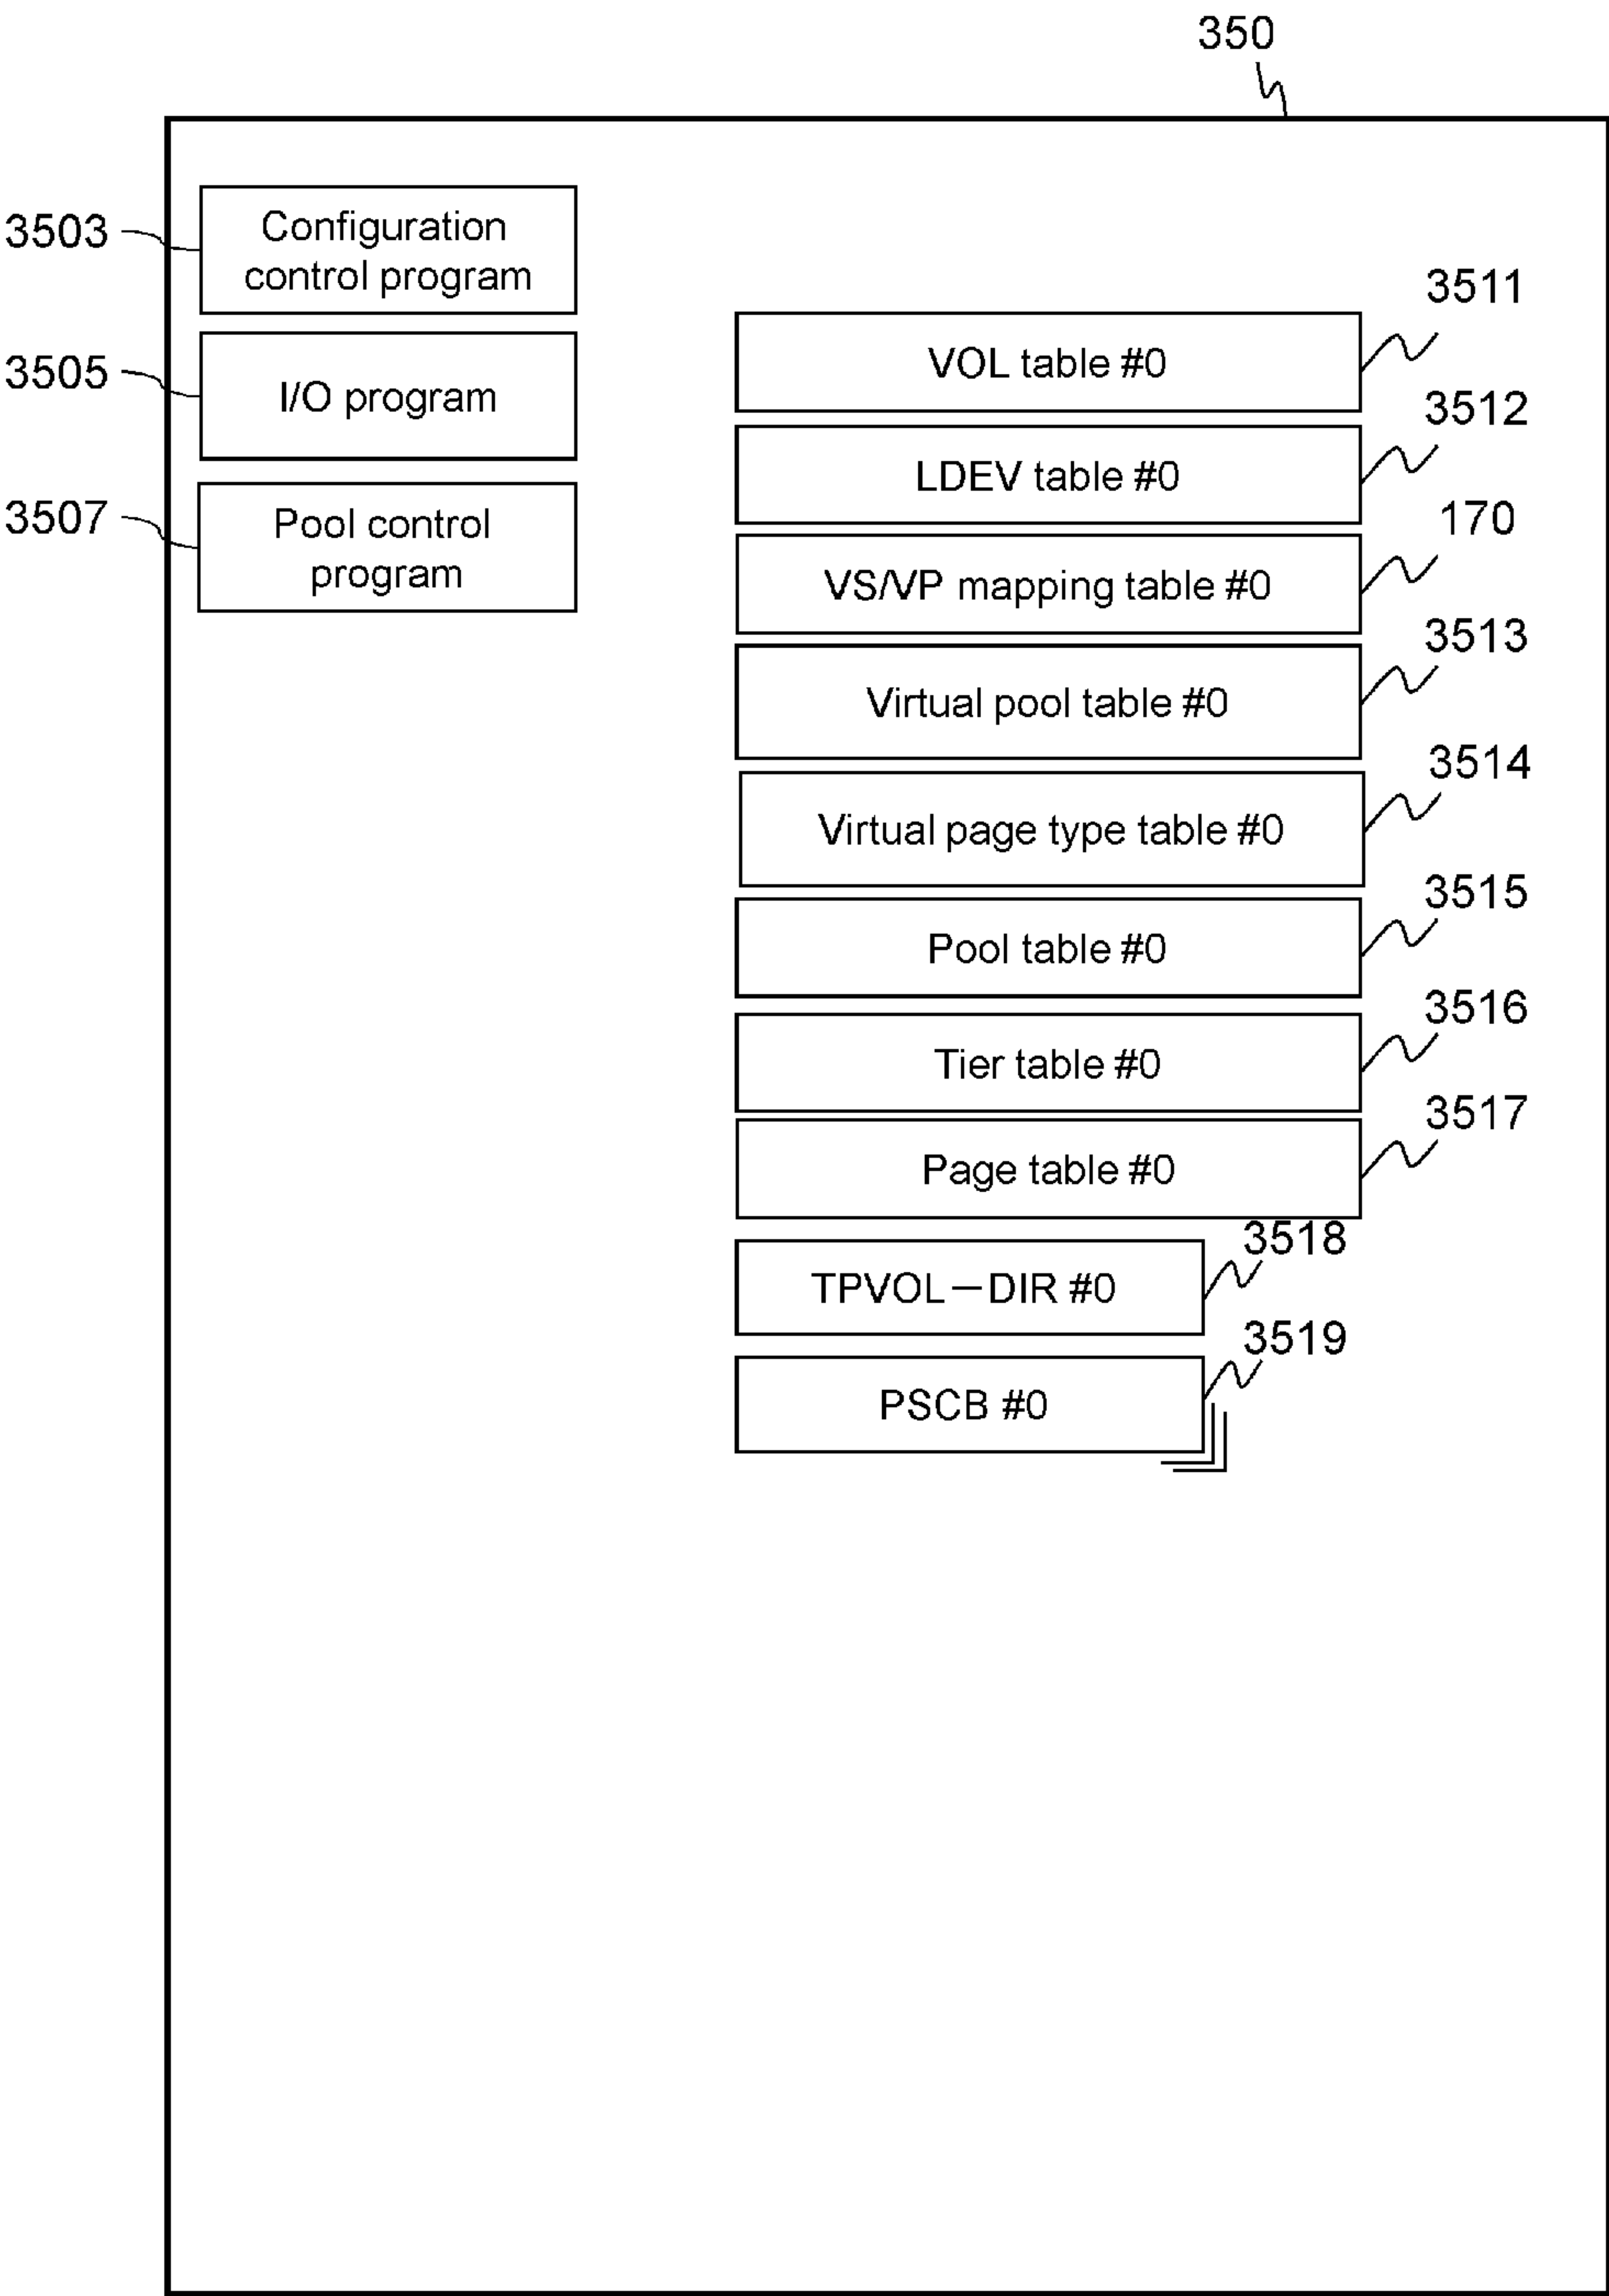 350
3503
Configuration
control program
3505
I/O program
3507
Pool control
program
VOL table #0
3511
LDEV table #0
3512
VS/VP mapping table #0
170
Virtual pool table #0
3513
Virtual page type table #0
3514
Pool table #0
3515
Tier table #0
3516
Page table #0
3517
TPVOL－DIR #0
3518
PSCB #0
3519